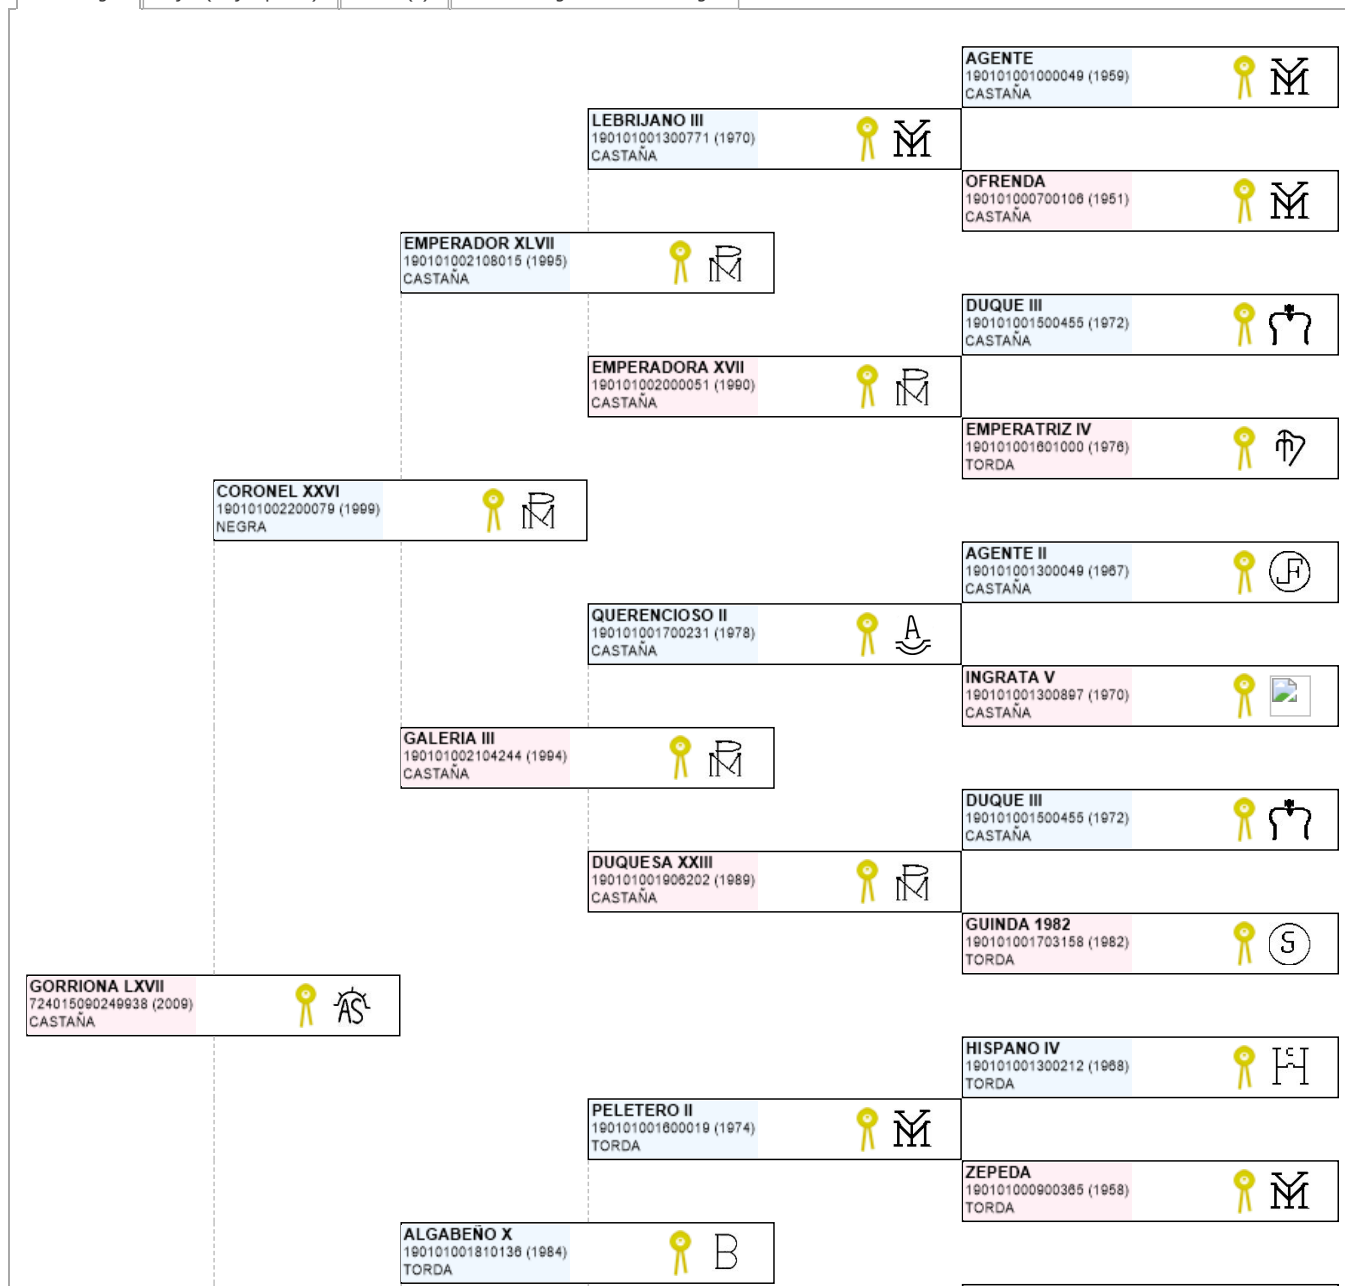 AGENTE
190101001000049 (1959)
CASTAÑA
LEBRIJANO III
190101001300771 (1970)
CASTAÑA
OFRENDA
190101000700106 (1951)
CASTAÑA
EMPERADOR XLVII
190101002108015 (1995)
CASTAÑA
DUQUE III
190101001500455 (1972)
CASTAÑA
EMPERADORA XVII
190101002000051 (1990)
CASTAÑA
EMPERATRIZ IV
190101001601000 (1976)
TORDA
CORONEL XXVI
190101002200079 (1999)
NEGRA
AGENTE II
190101001300049 (1967)
CASTAÑA
QUERENCIOSO II
190101001700231 (1978)
CASTAÑA
INGRATA V
190101001300897 (1970)
CASTAÑA
GALERIA III
190101002104244 (1994)
CASTAÑA
DUQUE III
190101001500455 (1972)
CASTAÑA
DUQUESA XXIII
190101001906202 (1989)
CASTAÑA
GUINDA 1982
190101001703158 (1982)
TORDA
GORRIONA LXVII
724015090249938 (2009)
CASTAÑA
AS
HISPANO IV
190101001300212 (1968)
TORDA
PELETERO II
190101001600019 (1974)
TORDA
ZEPEDA
190101000900365 (1958)
TORDA
ALGABEÑO X
190101001810136 (1984)
TORDA
B